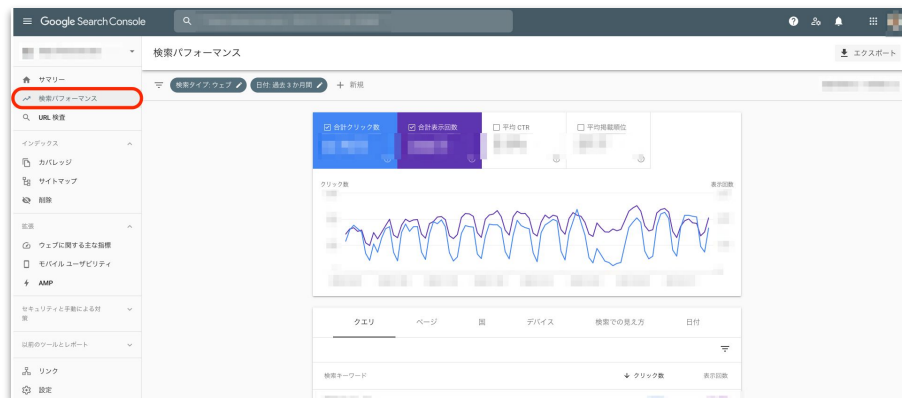 Google Search Console
検索パフォーマンス
エクスポート
サマリー
検索パフォーマンス
URL 検査
インデックス
カバレッジ
サイトマップ
削除
拡張
ウェブに関する主な指標
モバイル ユーザビリティ
AMP
セキュリティと手動による対
策
以前のツールとレポート
リンク
設定
検索タイプ: ウェブ
日付: 過去 3 か月間
新規
合計クリック数
合計表示回数
平均 CTR
平均掲載順位
クリック数
表示回数
クエリ
ページ
国
デバイス
検索での見え方
日付
検索キーワード
クリック数
表示回数